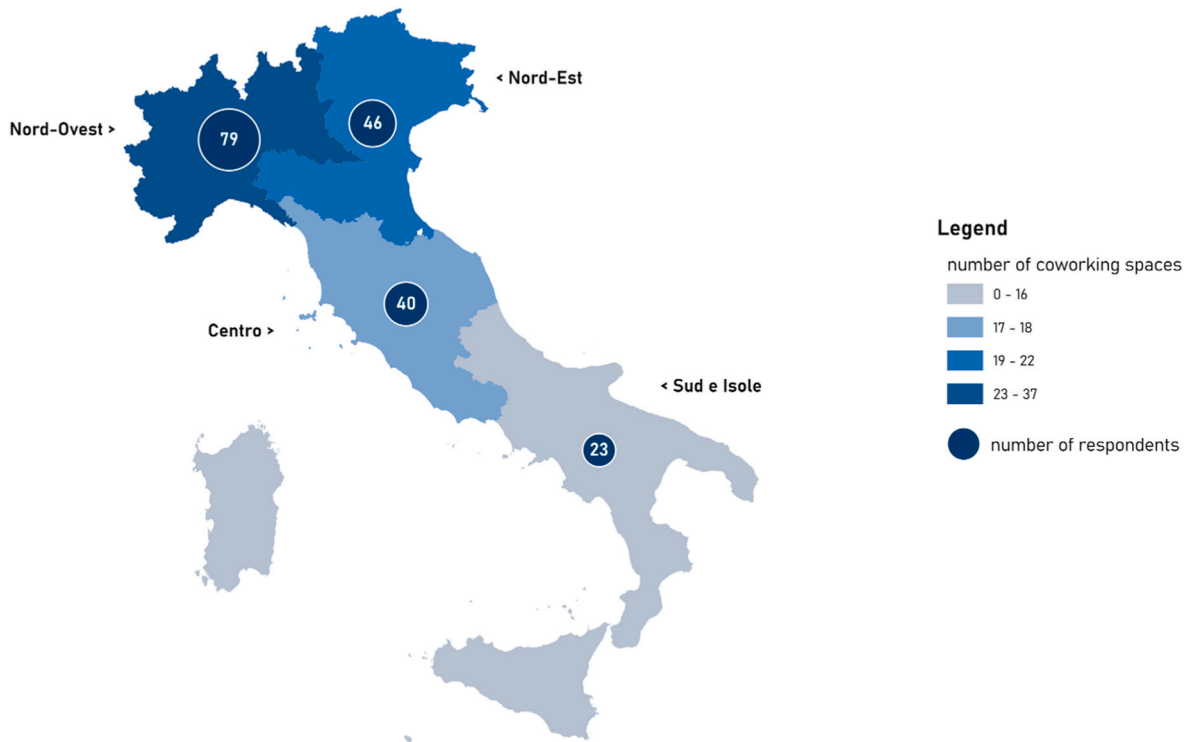 < Nord-Est
Nord-Ovest >
46
79
Centro >
40
< Sud e Isole
23
Legend
number of coworking spaces
0 - 16
17 - 18
19 - 22
23 - 37
number of respondents